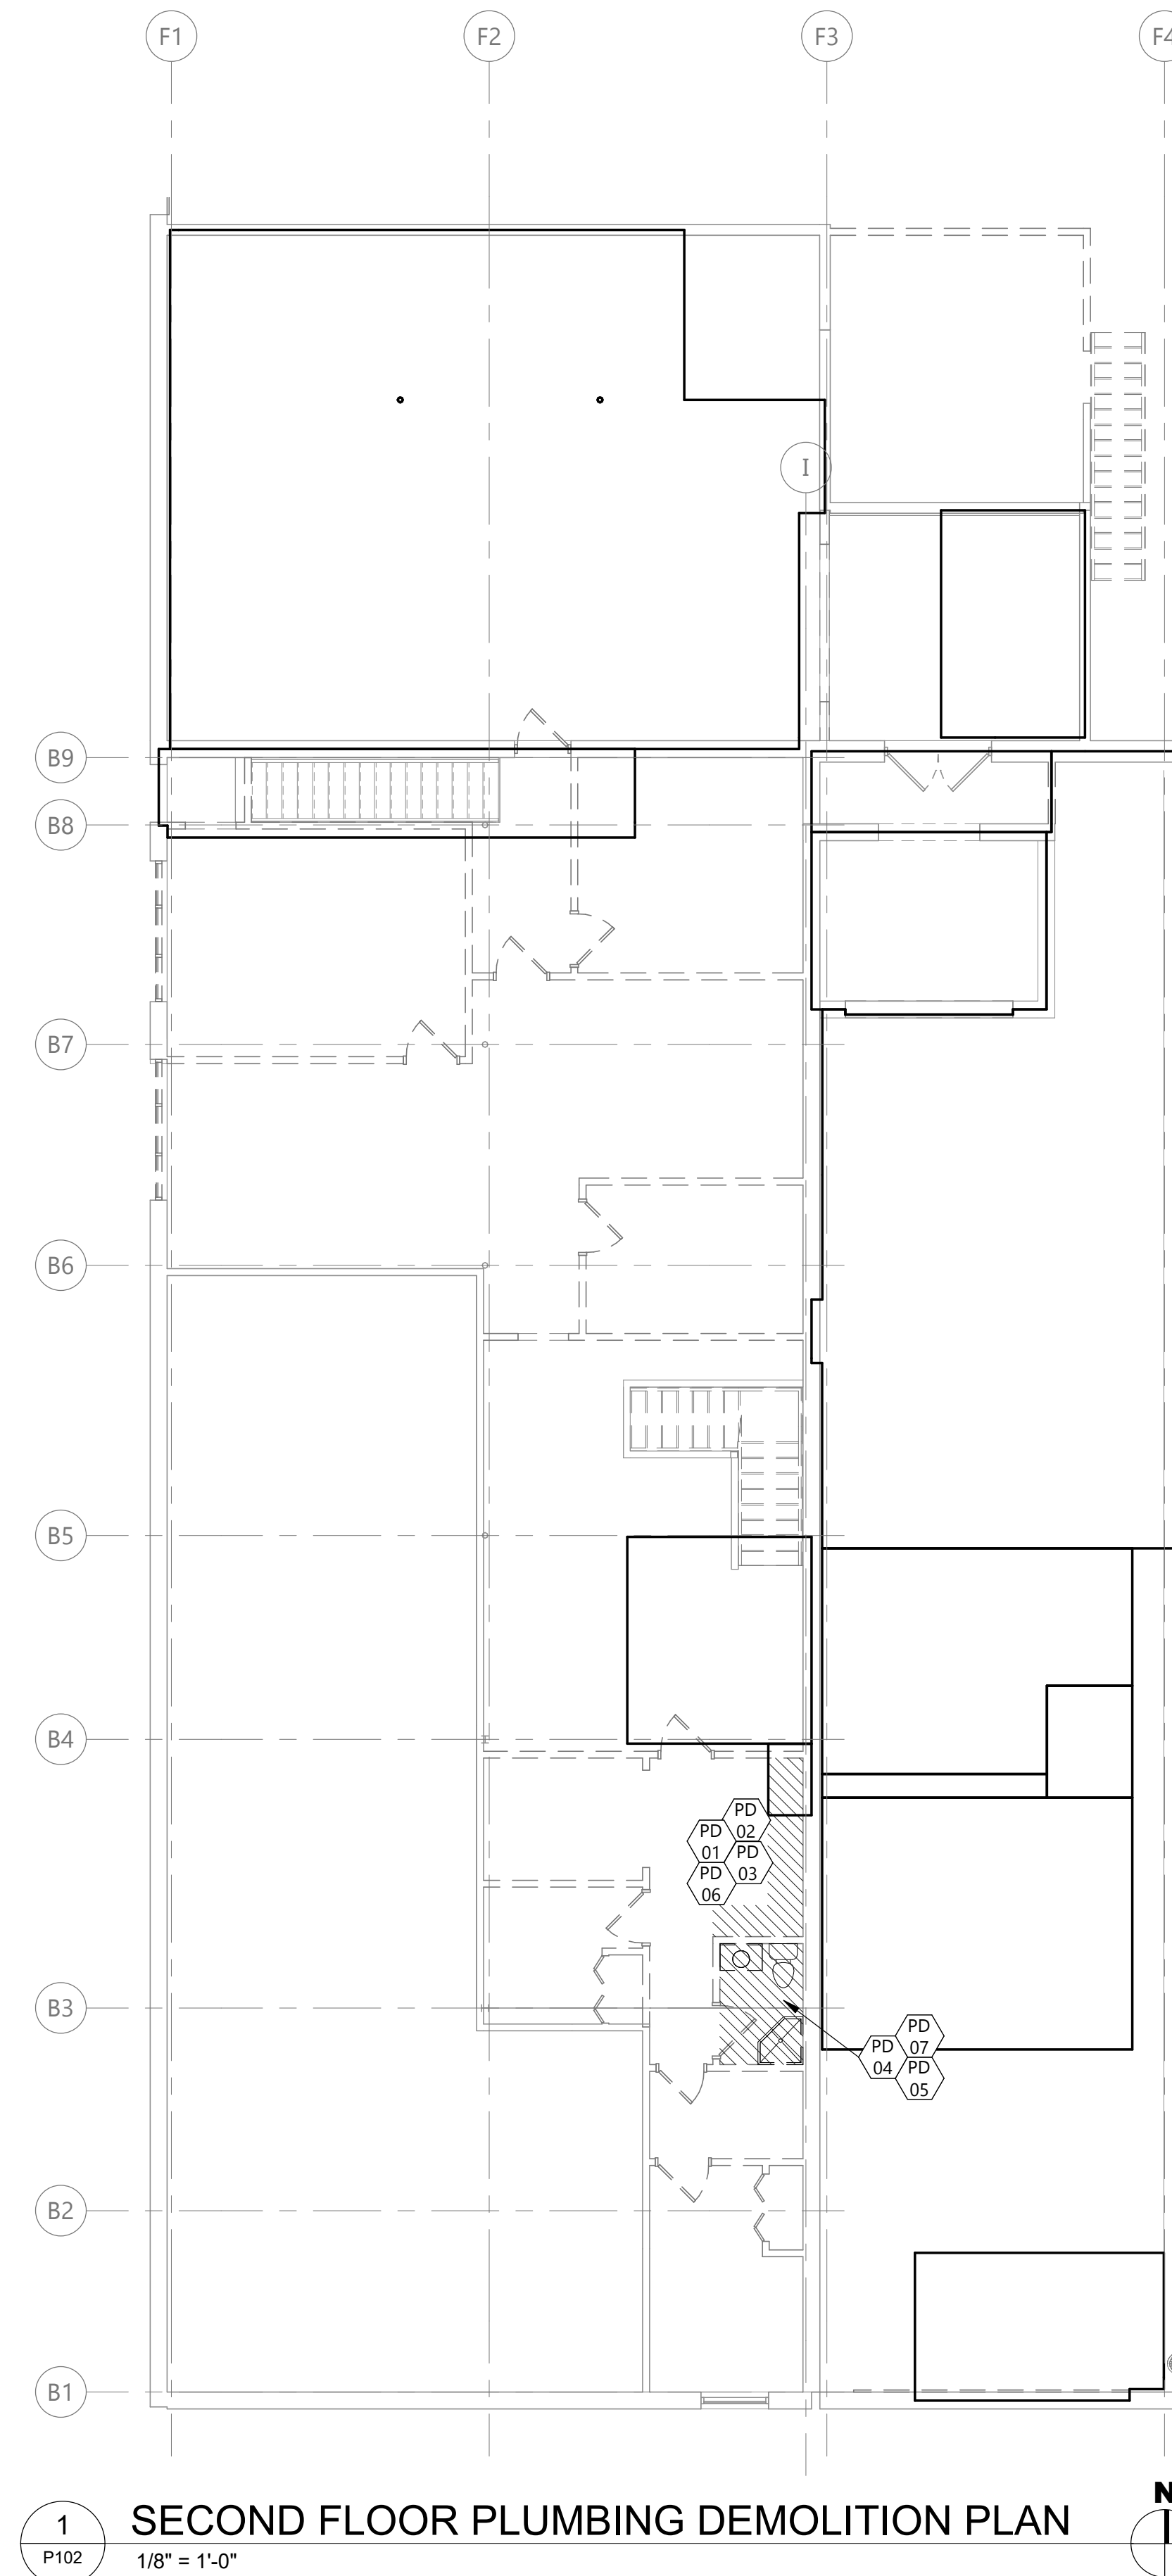 F1 F2 F3 F4
I
B9
B8
B7
B6
B5
B4
PD
02
PD
01
PD
03
PD
06
B3
PD
07
PD
04
PD
05
B2
B1
N
1
P102
SECOND FLOOR PLUMBING DEMOLITION PLAN
1/8" = 1'-0"